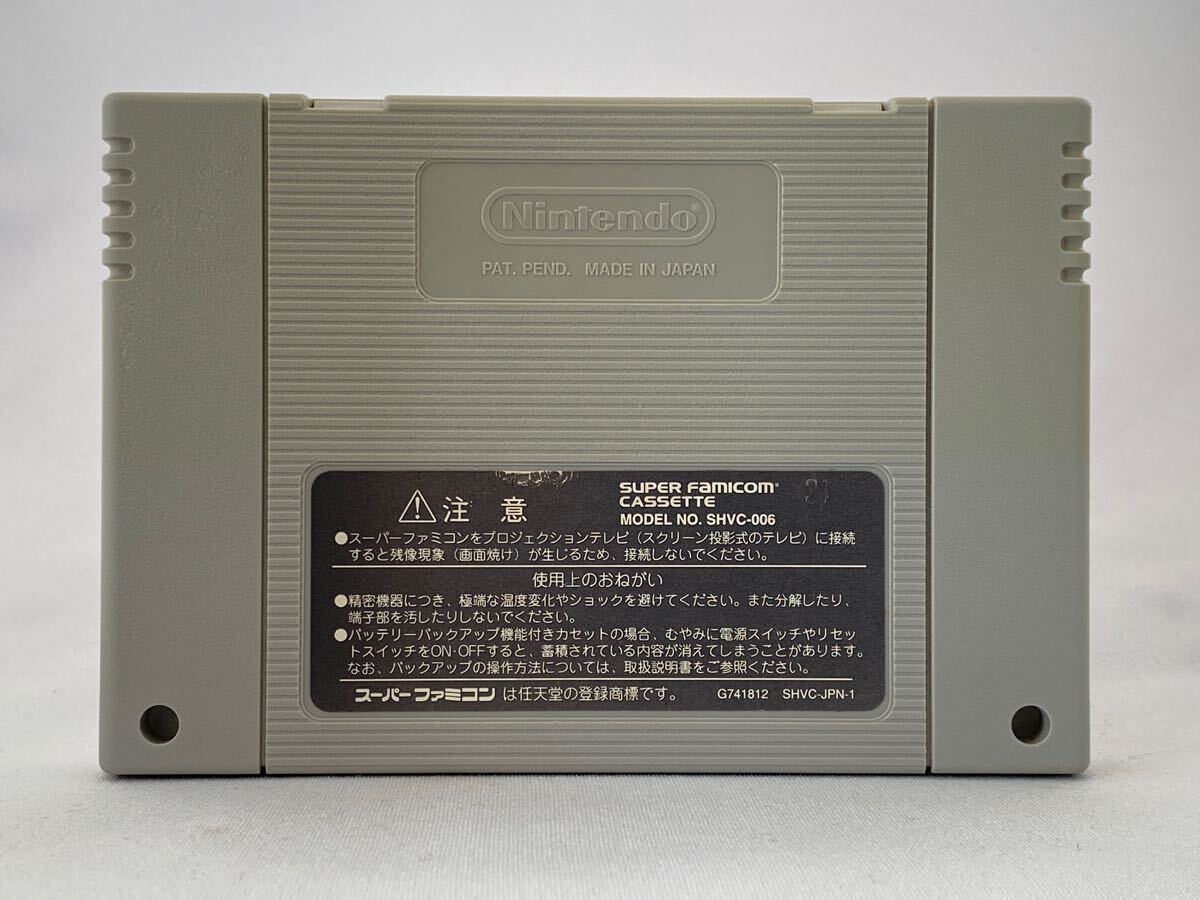 Nintendo®
PAT. PEND. MADE IN JAPAN
⚠注意
SUPER FAMICOM®
CASSETTE
MODEL NO. SHVC-006
●スーパーファミコンをプロジェクションテレビ（スクリーン投影式のテレビ）に接続
すると残像現象（画面焼け）が生じるため、接続しないでください。
使用上のおねがい
●精密機器につき、極端な温度変化やショックを避けてください。また分解したり、
端子部を汚したりしないでください。
●バッテリーバックアップ機能付きカセットの場合、むやみに電源スイッチやリセッ
トスイッチをON·OFFすると、蓄積されている内容が消えてしまうことがあります。
なお、バックアップの操作方法については、取扱説明書をご参照ください。
スーパーファミコンは任天堂の登録商標です。 G741812 SHVC-JPN-1